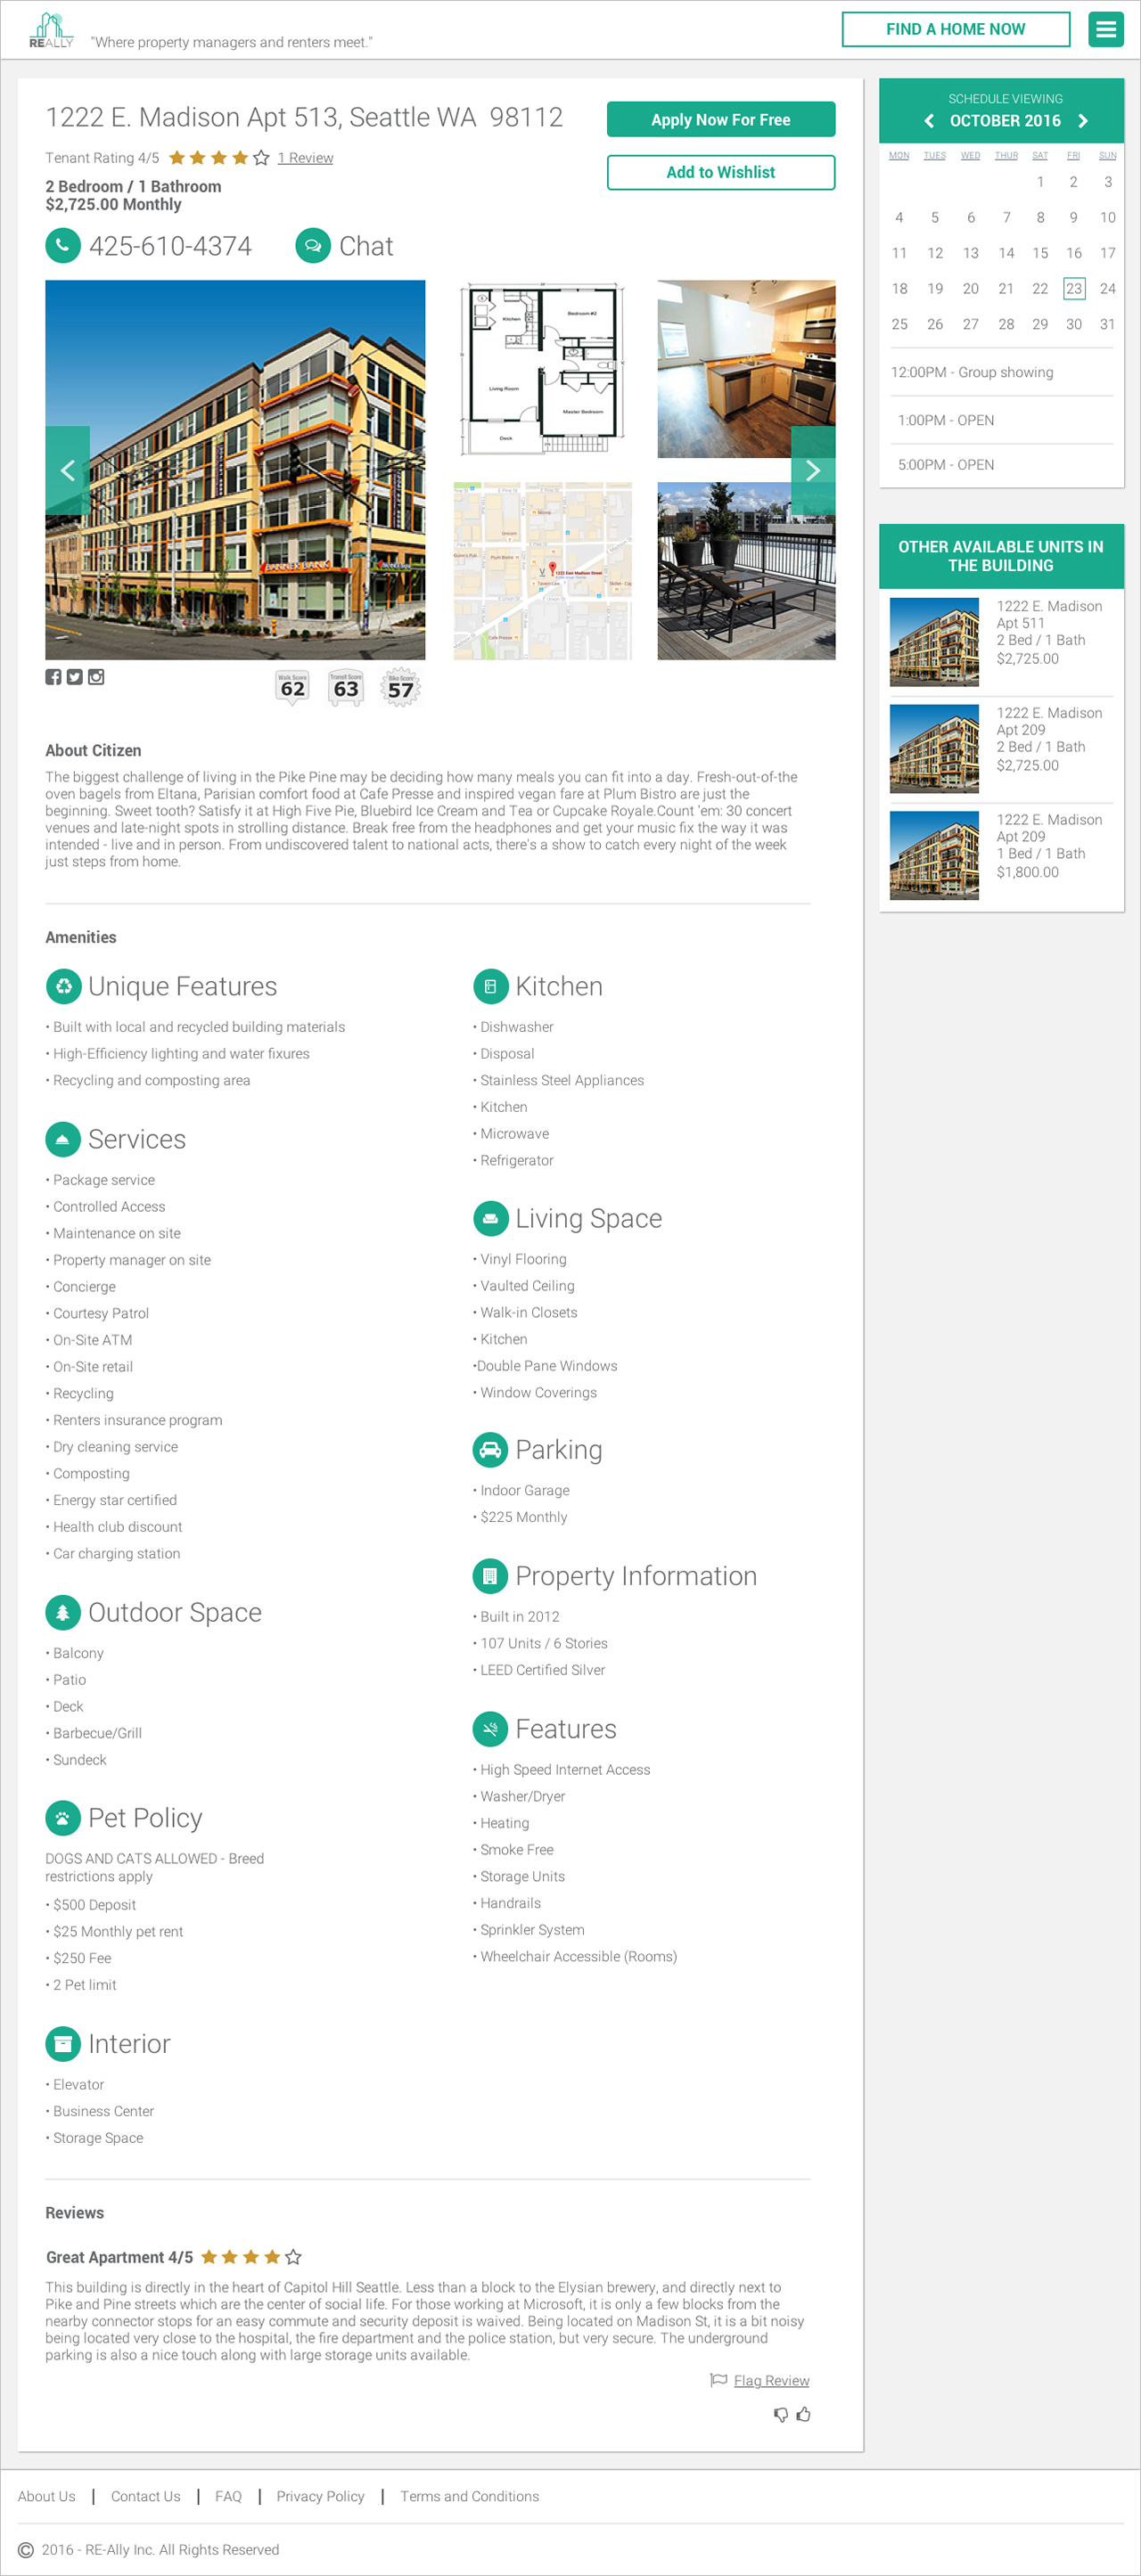 REALLY
"Where property managers and renters meet."
FIND A HOME NOW
1222 E. Madison Apt 513, Seattle WA 98112
Apply Now For Free
Tenant Rating 4/5
1 Review
Add to Wishlist
2 Bedroom / 1 Bathroom
$2,725.00 Monthly
425-610-4374
Chat
Kitchen
Bedroom #2
Living Room
Master Bedroom
Deck
BANNER BANK
Walk Score
62
Transit Score
63
Bike Score
57
About Citizen
The biggest challenge of living in the Pike Pine may be deciding how many meals you can fit into a day. Fresh-out-of-the
oven bagels from Eltana, Parisian comfort food at Cafe Presse and inspired vegan fare at Plum Bistro are just the
beginning. Sweet tooth? Satisfy it at High Five Pie, Bluebird Ice Cream and Tea or Cupcake Royale.Count 'em: 30 concert
venues and late-night spots in strolling distance. Break free from the headphones and get your music fix the way it was
intended - live and in person. From undiscovered talent to national acts, there's a show to catch every night of the week
just steps from home.
Amenities
Unique Features
• Built with local and recycled building materials
• High-Efficiency lighting and water fixures
• Recycling and composting area
Services
• Package service
• Controlled Access
• Maintenance on site
• Property manager on site
• Concierge
• Courtesy Patrol
• On-Site ATM
• On-Site retail
• Recycling
• Renters insurance program
• Dry cleaning service
• Composting
• Energy star certified
• Health club discount
• Car charging station
Outdoor Space
• Balcony
• Patio
• Deck
• Barbecue/Grill
• Sundeck
Pet Policy
DOGS AND CATS ALLOWED - Breed
restrictions apply
• $500 Deposit
• $25 Monthly pet rent
• $250 Fee
• 2 Pet limit
Interior
• Elevator
• Business Center
• Storage Space
Kitchen
• Dishwasher
• Disposal
• Stainless Steel Appliances
• Kitchen
• Microwave
• Refrigerator
Living Space
• Vinyl Flooring
• Vaulted Ceiling
• Walk-in Closets
• Kitchen
•Double Pane Windows
• Window Coverings
Parking
• Indoor Garage
• $225 Monthly
Property Information
• Built in 2012
• 107 Units / 6 Stories
• LEED Certified Silver
Features
• High Speed Internet Access
• Washer/Dryer
• Heating
• Smoke Free
• Storage Units
• Handrails
• Sprinkler System
• Wheelchair Accessible (Rooms)
Reviews
Great Apartment 4/5
This building is directly in the heart of Capitol Hill Seattle. Less than a block to the Elysian brewery, and directly next to
Pike and Pine streets which are the center of social life. For those working at Microsoft, it is only a few blocks from the
nearby connector stops for an easy commute and security deposit is waived. Being located on Madison St, it is a bit noisy
being located very close to the hospital, the fire department and the police station, but very secure. The underground
parking is also a nice touch along with large storage units available.
Flag Review
SCHEDULE VIEWING
OCTOBER 2016
MON TUES WED THUR SAT FRI SUN
1 2 3
4 5 6 7 8 9 10
11 12 13 14 15 16 17
18 19 20 21 22 23 24
25 26 27 28 29 30 31
12:00PM - Group showing
1:00PM - OPEN
5:00PM - OPEN
OTHER AVAILABLE UNITS IN
THE BUILDING
1222 E. Madison
Apt 511
2 Bed / 1 Bath
$2,725.00
1222 E. Madison
Apt 209
2 Bed / 1 Bath
$2,725.00
1222 E. Madison
Apt 209
1 Bed / 1 Bath
$1,800.00
About Us | Contact Us | FAQ | Privacy Policy | Terms and Conditions
© 2016 - RE-Ally Inc. All Rights Reserved